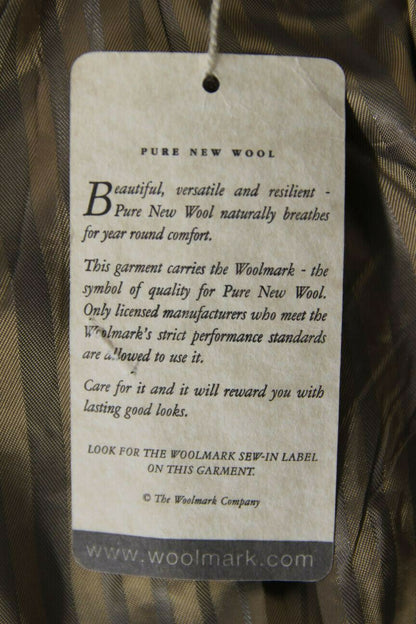 PURE NEW WOOL
Beautiful, versatile and resilient -
Pure New Wool naturally breathes
for year round comfort.
This garment carries the Woolmark - the
symbol of quality for Pure New Wool.
Only licensed manufacturers who meet the
Woolmark's strict performance standards
are allowed to use it.
Care for it and it will reward you with
lasting good looks.
LOOK FOR THE WOOLMARK SEW-IN LABEL
ON THIS GARMENT.
© The Woolmark Company
www.woolmark.com